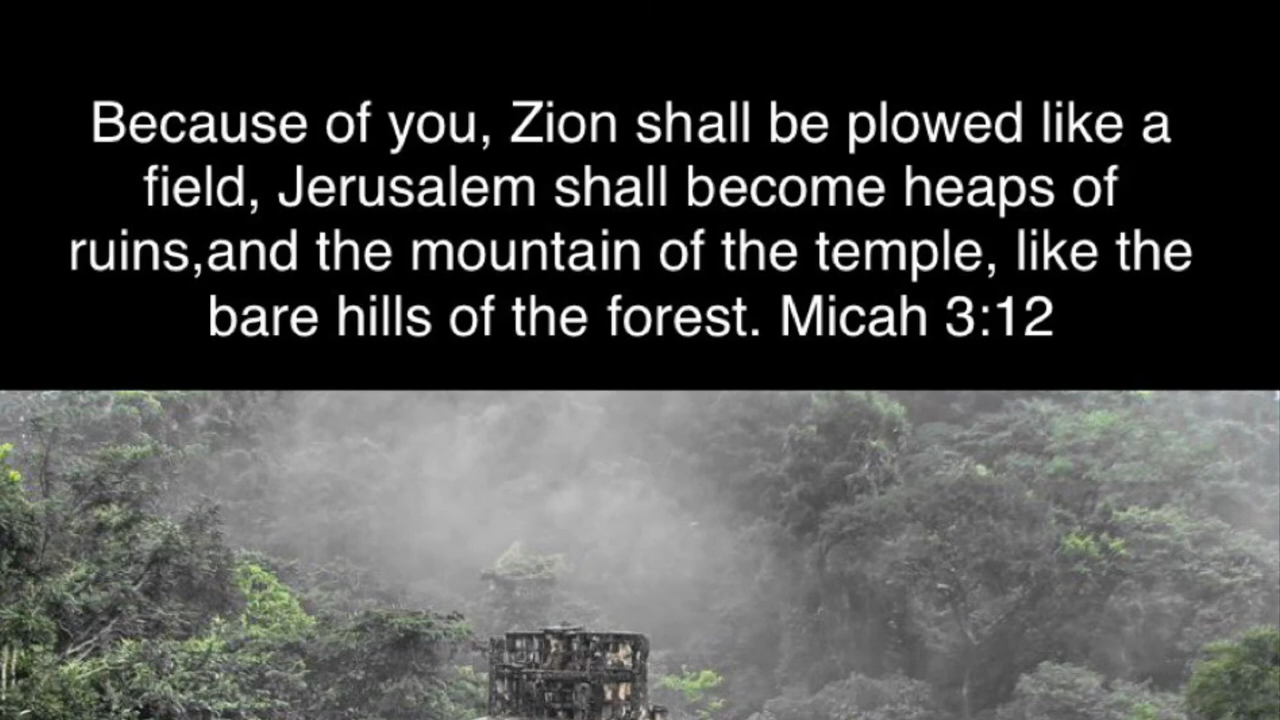 Because of you, Zion shall be plowed like a
field, Jerusalem shall become heaps of
ruins,and the mountain of the temple, like the
bare hills of the forest. Micah 3:12